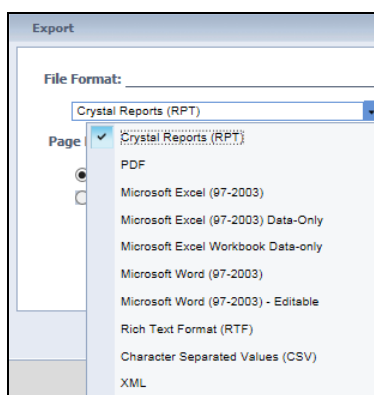 Export
File Format:
Crystal Reports (RPT)
Page
Crystal Reports (RPT)
PDF
Microsoft Excel (97-2003)
Microsoft Excel (97-2003) Data-Only
Microsoft Excel Workbook Data-only
Microsoft Word (97-2003)
Microsoft Word (97-2003) - Editable
Rich Text Format (RTF)
Character Separated Values (CSV)
XML